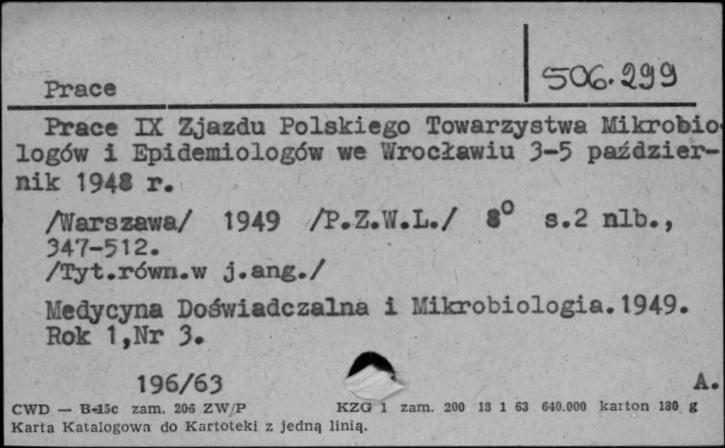 Prace
506.299
Prace IX Zjazdu Polskiego Towarzystwa Mikrobio-
logów i Epidemiologów we Wrocławiu 3-5 paździer-
nik 1948 r.
/Warszawa/ 1949 /P.Z.W.L./ 8° s.2 nlb.,
347-512.
/Tyt.równ.w j.ang./
Medycyna Doświadczalna i Mikrobiologia.1949.
Rok 1,Nr 3.
196/63
A.
CWD — B-15c zam. 206 ZW/P KZG 1 zam. 200 18 1 63 640.000 karton 180 g
Karta Katalogowa do Kartoteki z jedną linią.